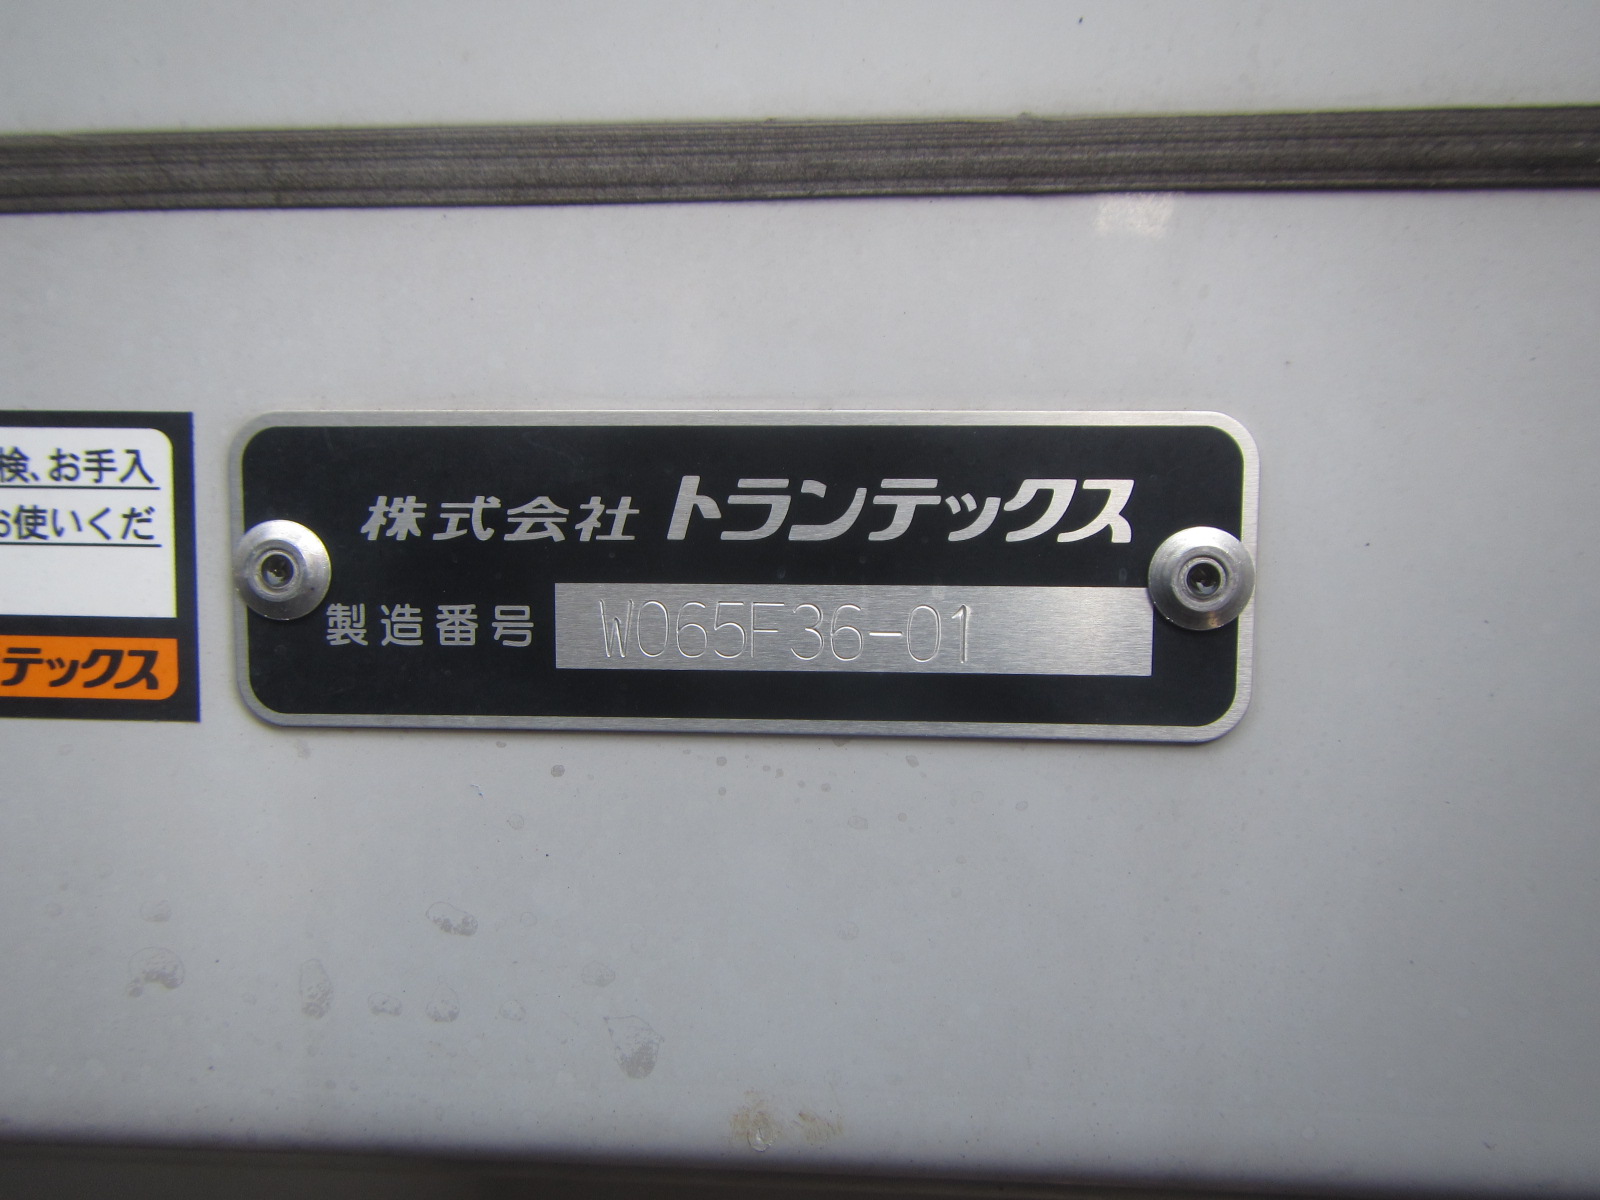 検、お手入
お使いくだ
テックス
株式会社 トランテックス
製造番号 W065F36-01